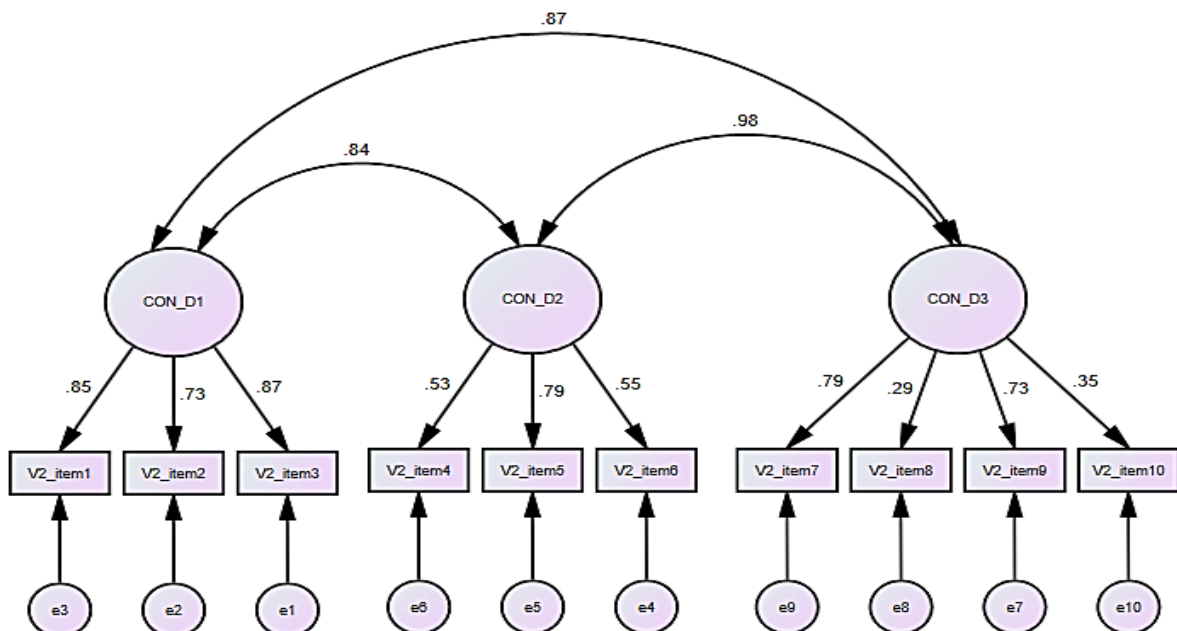 .87
.98
.84
CON_D1 CON_D2 CON_D3
.85 .73 .87 .53 .79 .55 .79 .29 .73 .35
V2_item1 V2_item2 V2_item3 V2_item4 V2_item5 V2_item6 V2_item7 V2_item8 V2_item9 V2_item10
e3 e2 e1 e6 e5 e4 e9 e8 e7 e10